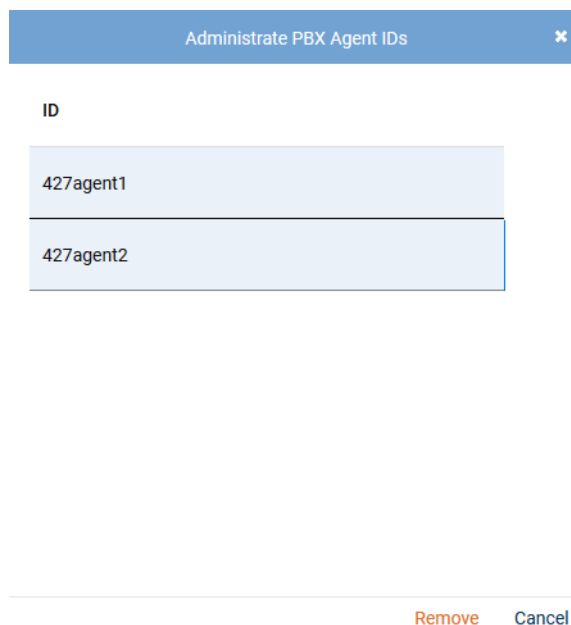 Administrate PBX Agent IDs
ID
427agent1
427agent2
Remove Cancel